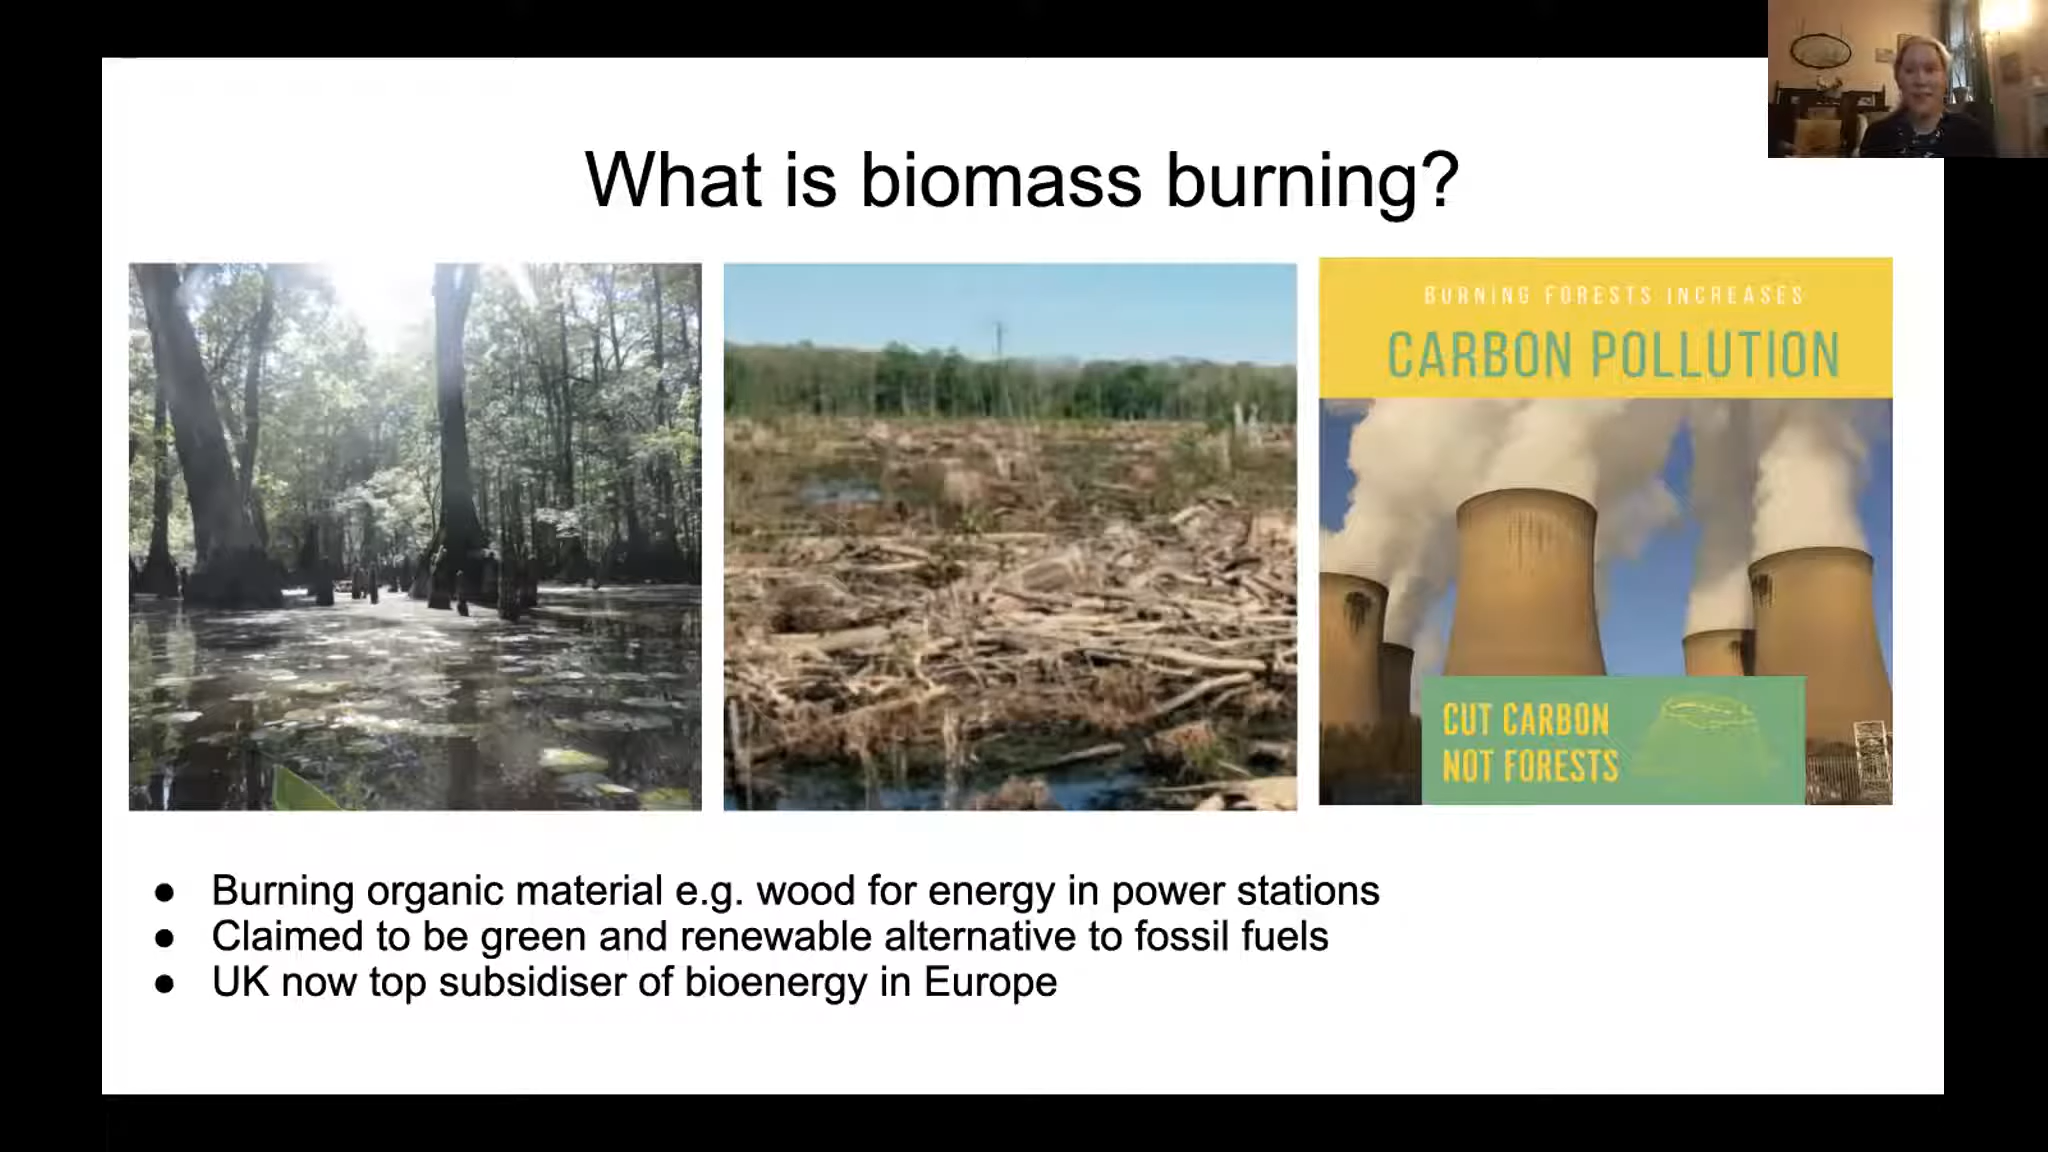 What is biomass burning?
BURNING FORESTS INCREASES
CARBON POLLUTION
CUT CARBON
NOT FORESTS
● Burning organic material e.g. wood for energy in power stations
● Claimed to be green and renewable alternative to fossil fuels
● UK now top subsidiser of bioenergy in Europe